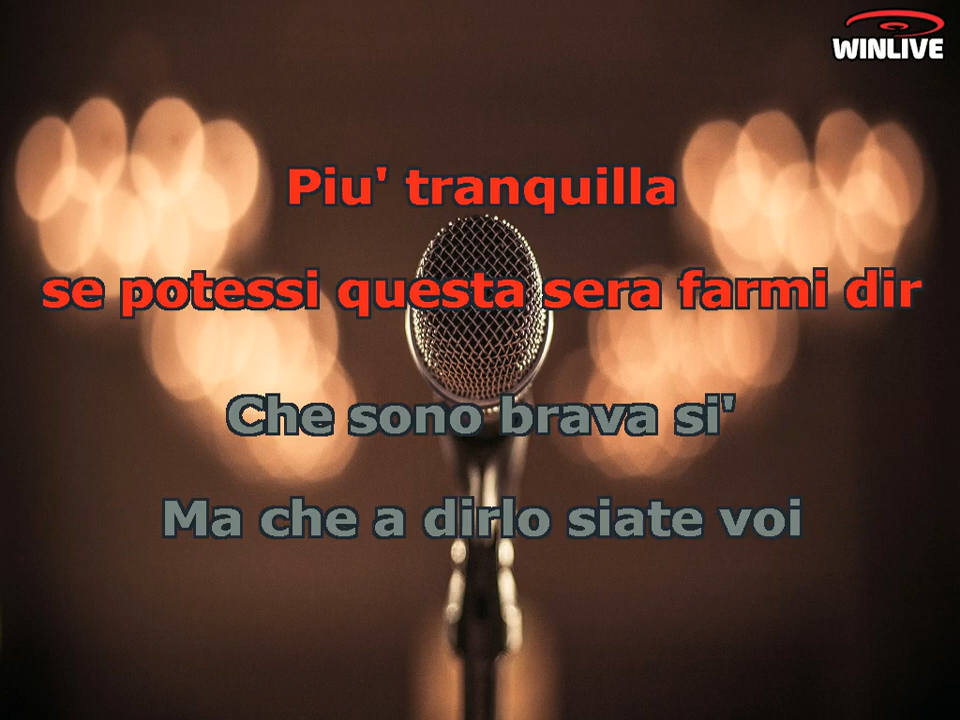 WINLIVE
Piu' tranquilla
se potessi questa sera farmi dir
Che sono brava si'
Ma che a dirlo siate voi